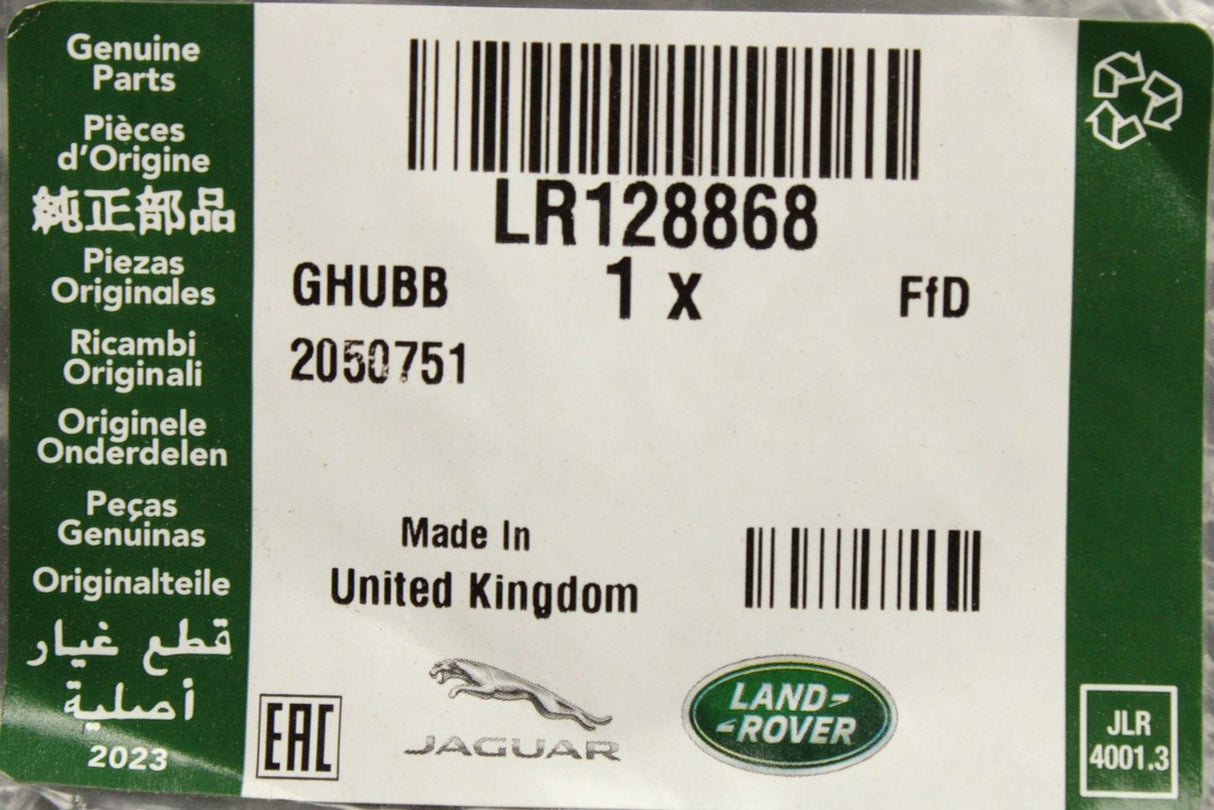 Genuine
Parts
Pièces
d'Origine
純正部品
Piezas
Originales
Ricambi
Originali
Originele
Onderdelen
Peças
Genuinas
Originalteile
قطع غيار
أصلية
2023
LR128868
GHUBB
1 x
FfD
2050751
Made In
United Kingdom
EAC
JAGUAR
LAND-
-ROVER
JLR
4001.3